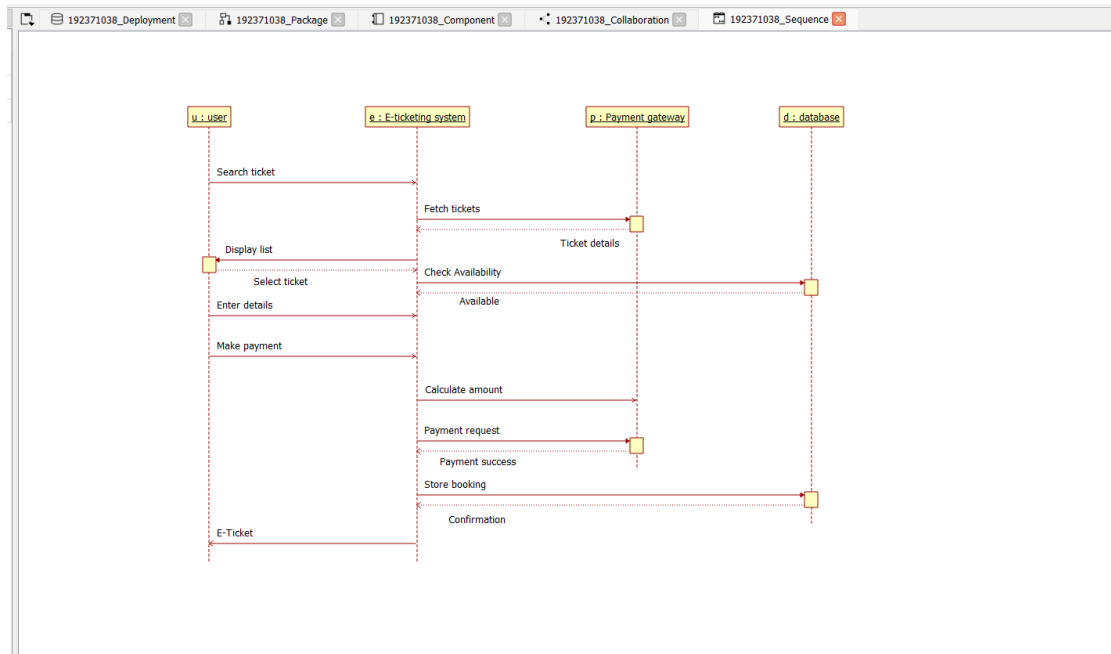 192371038_Deployment
192371038_Package
192371038_Component
192371038_Collaboration
192371038_Sequence
u : user
e : E-ticketing system
p : Payment gateway
d : database
Search ticket
Fetch tickets
Ticket details
Display list
Select ticket
Check Availability
Available
Enter details
Make payment
Calculate amount
Payment request
Payment success
Store booking
Confirmation
E-Ticket